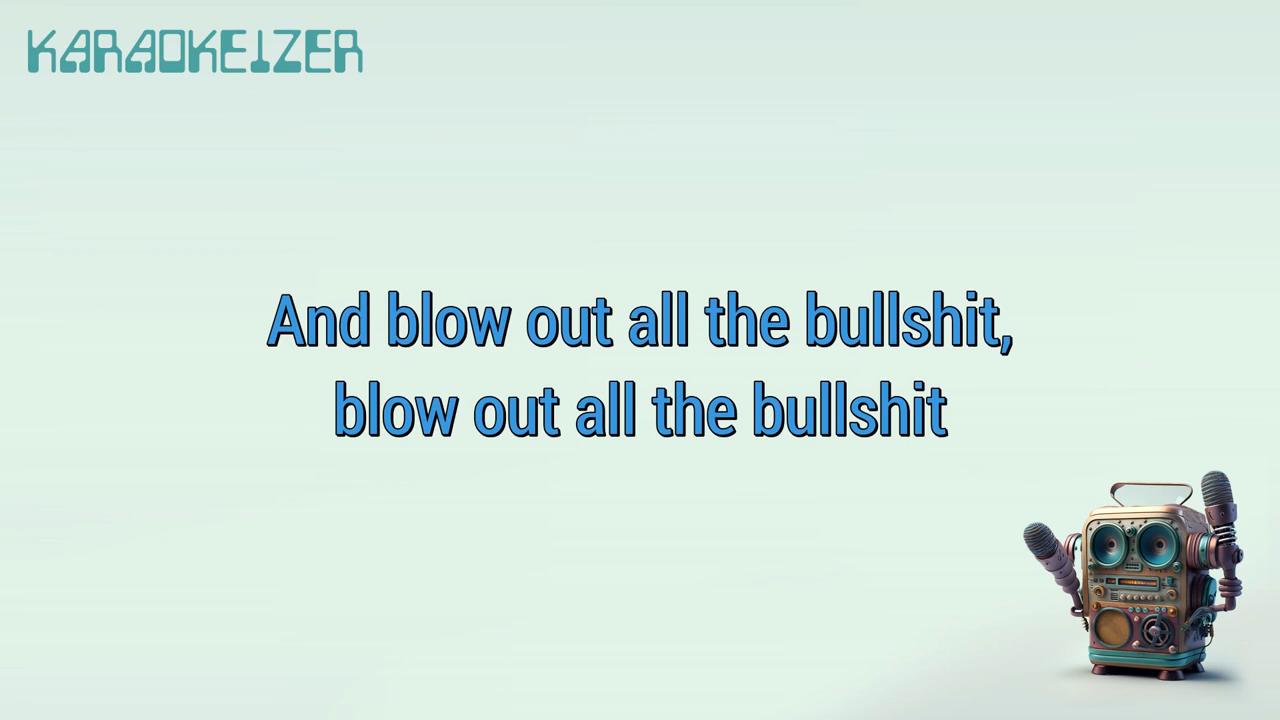 KARAOKEIZER
And blow out all the bullshit,
blow out all the bullshit